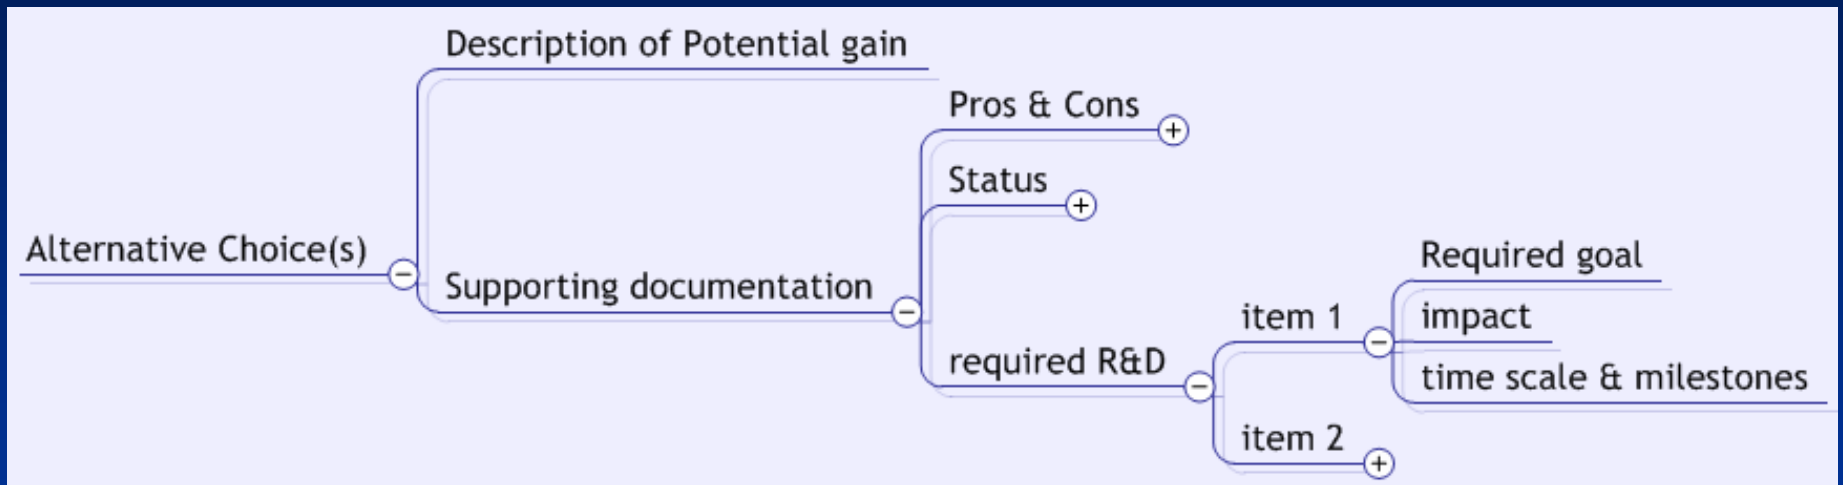 Description of Potential gain
Pros & Cons
Status
Alternative Choice(s)
Supporting documentation
Required goal
item 1
impact
required R&D
time scale & milestones
item 2